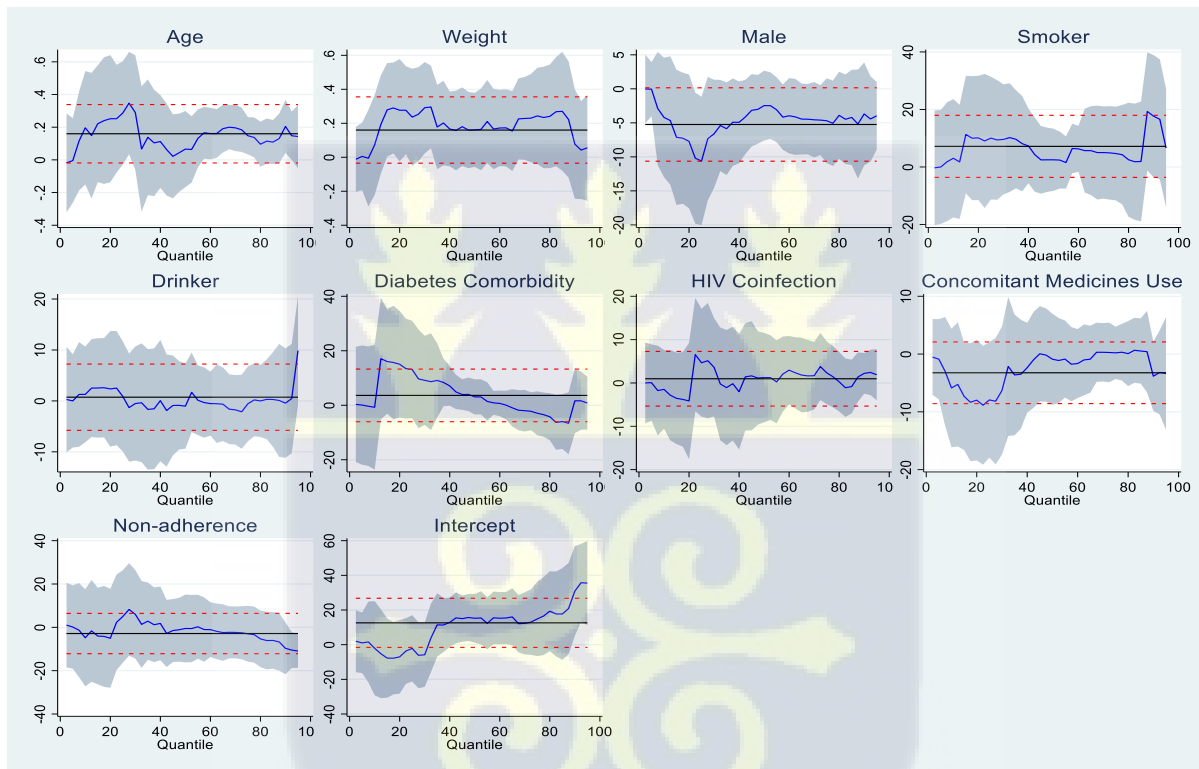 Age Weight Male Smoker
.6 .6 5 40
.4 .4 0
.2 .2 -5 20
0 0 -10 0
-.2 -.2 -15
-.4 -.4 -20 -20
0 20 40 60 80 10 0 20 40 60 80 10 0 20 40 60 80 10 0 20 40 60 80 100
Quantile Quantile Quantile Quantile
Drinker Diabetes Comorbidity HIV Coinfection Concomitant Medicines Use
20 40 20 10
10 20 10 0
0 0 0 -10
-10 -20 -10 -20
-20
0 20 40 60 80 10 0 20 40 60 80 10 0 20 40 60 80 100 0 20 40 60 80 100
Quantile Quantile Quantile Quantile
Non-adherence Intercept
40 60
20 40
0 20
-20 0
-40 -20
-40
0 20 40 60 80 10 0 20 40 60 80 100
Quantile Quantile